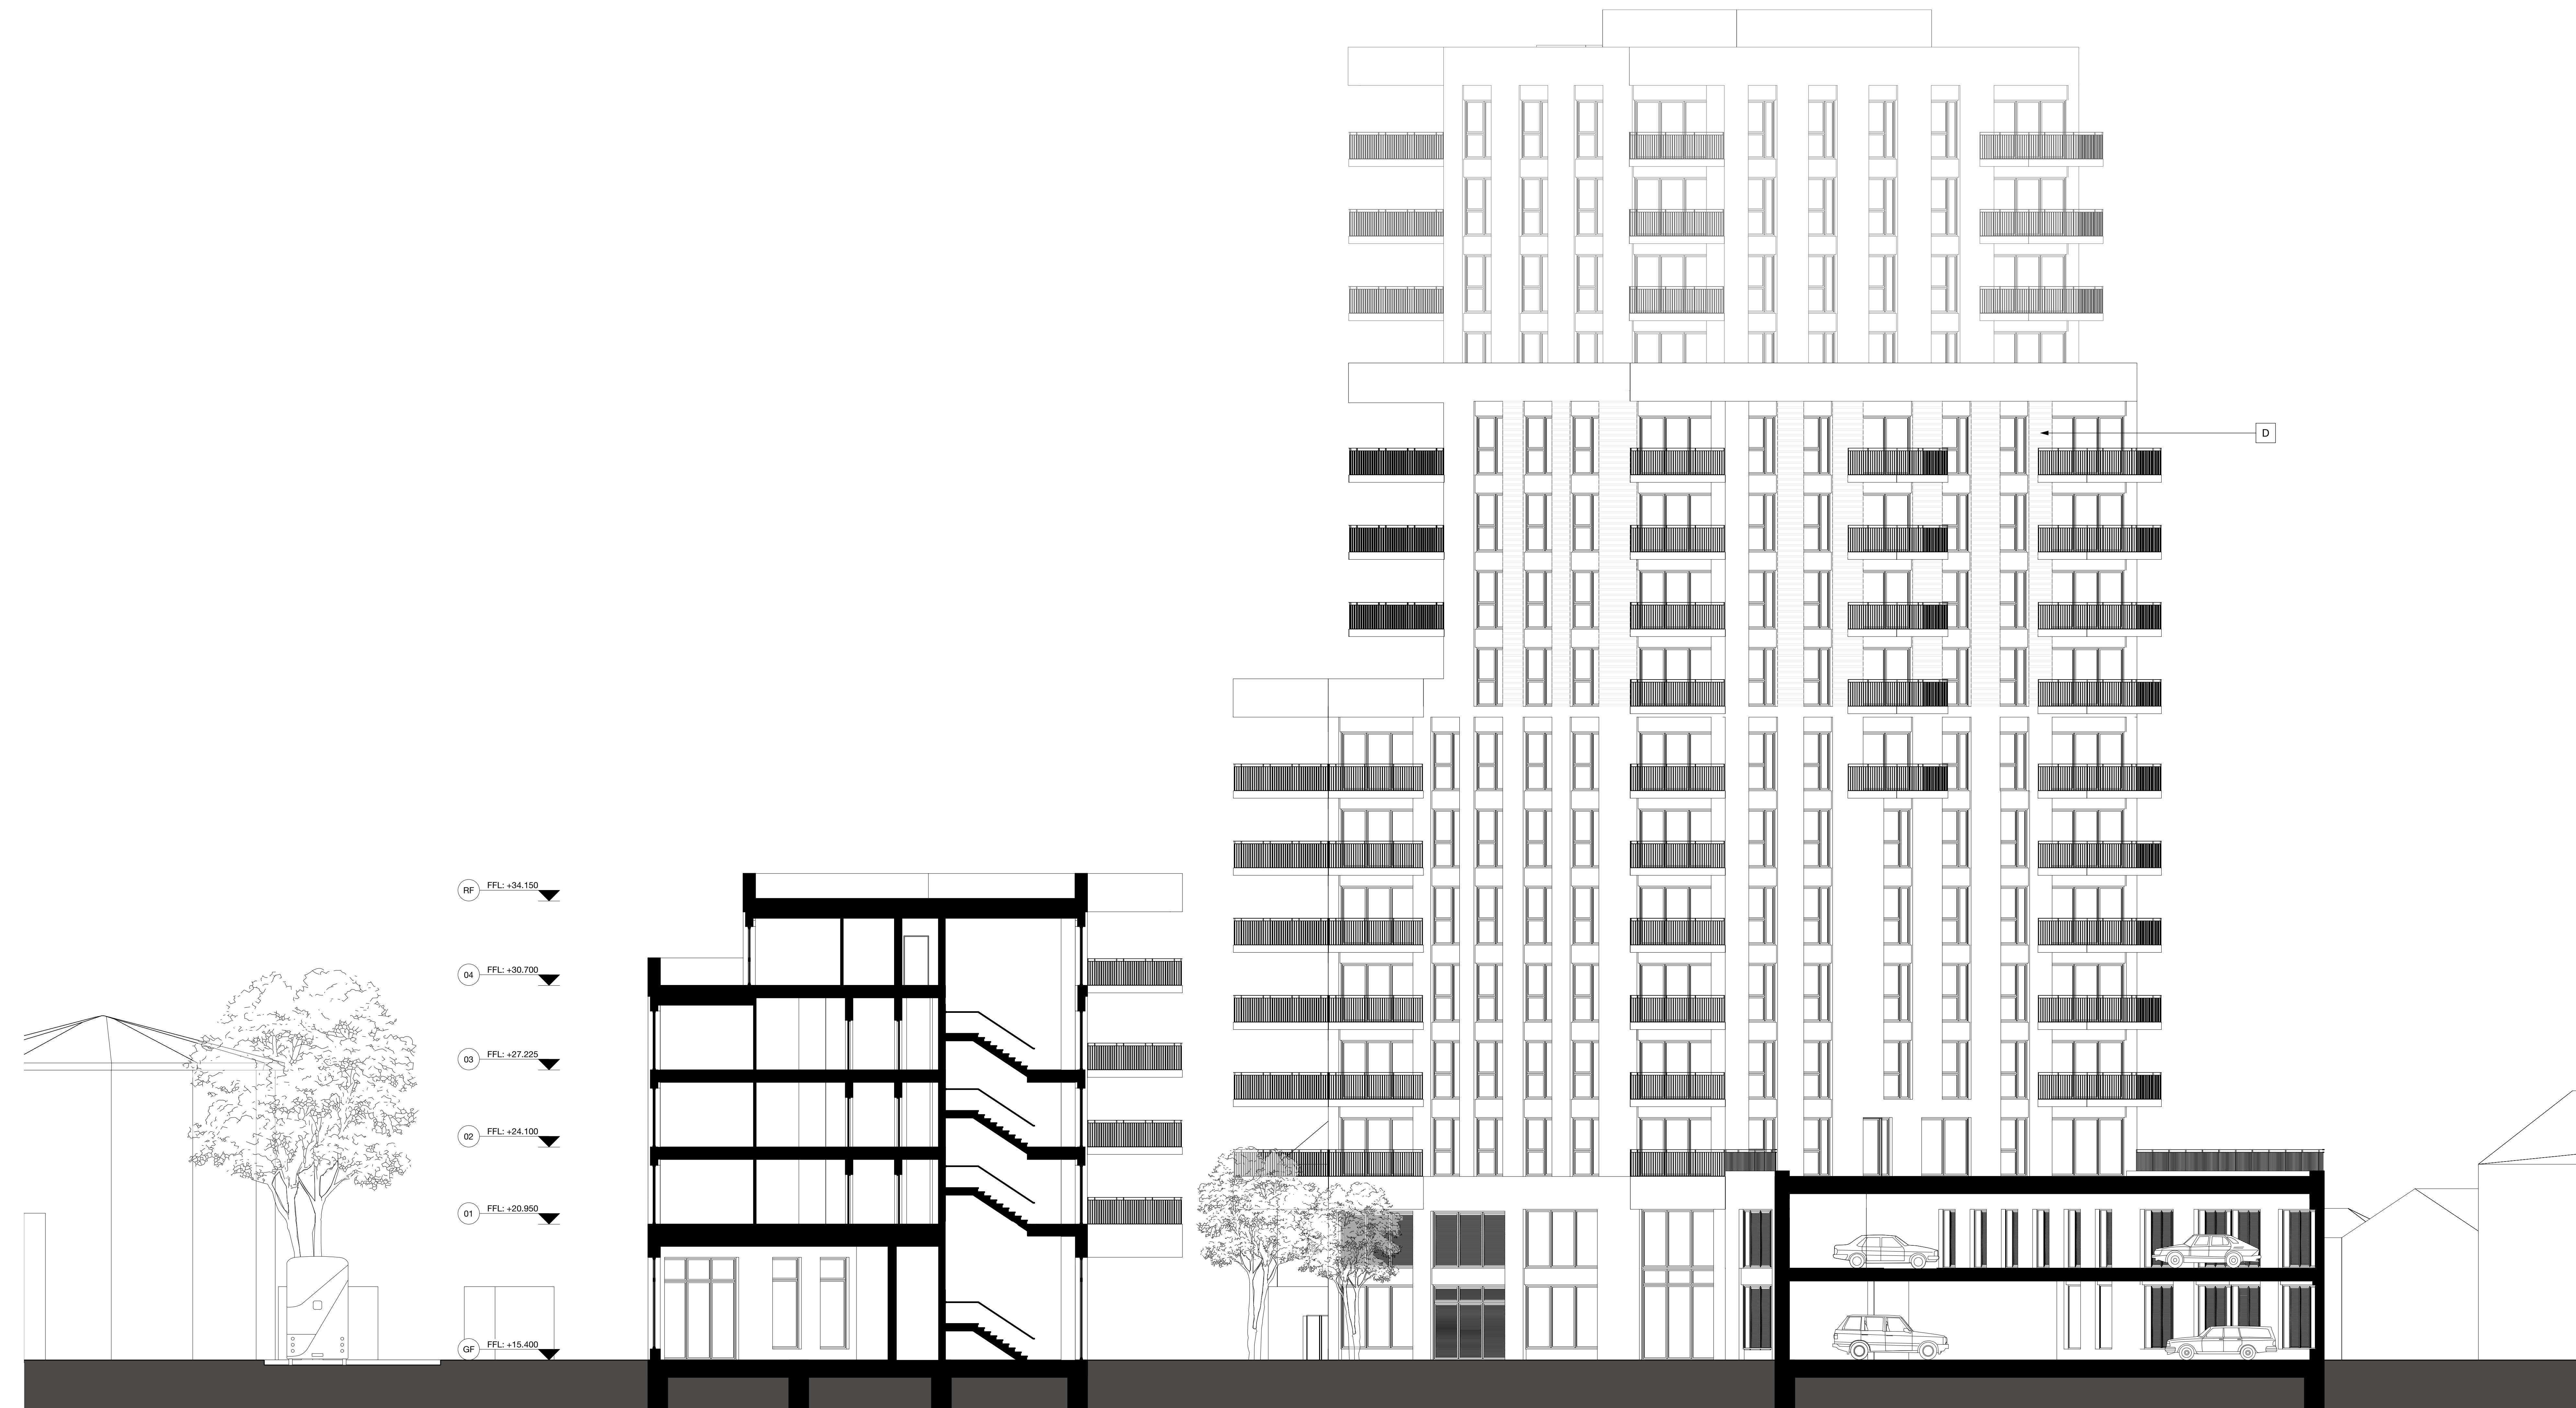 D
RF FFL: +34.150
04 FFL: +30.700
03 FFL: +27.225
02 FFL: +24.100
01 FFL: +20.950
GF FFL: +15.400